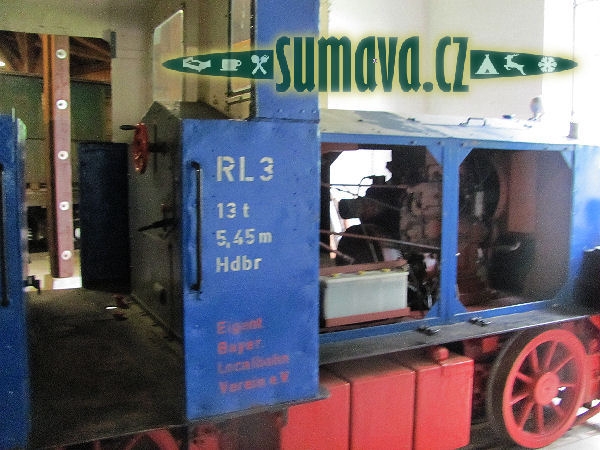 sumava.cz
RL3
13 t
5,45 m
Hdbr
Eigent.
Bayer.
Localbahn
Verein e.V